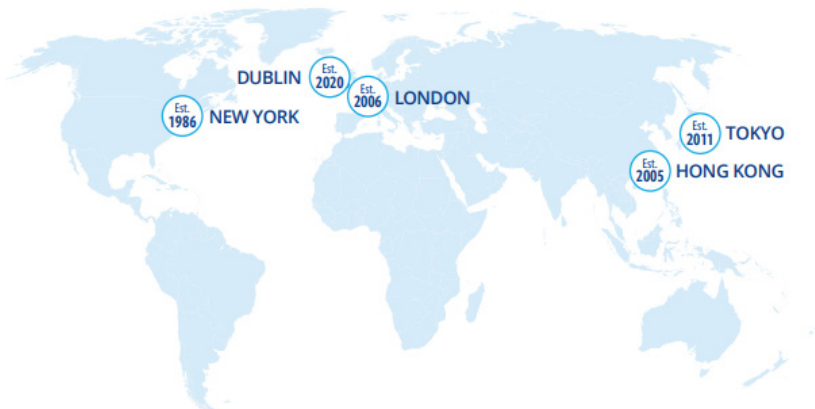 DUBLIN
Est.
2020
Est.
2006
LONDON
Est.
1986
NEW YORK
Est.
2011
TOKYO
Est.
2005
HONG KONG